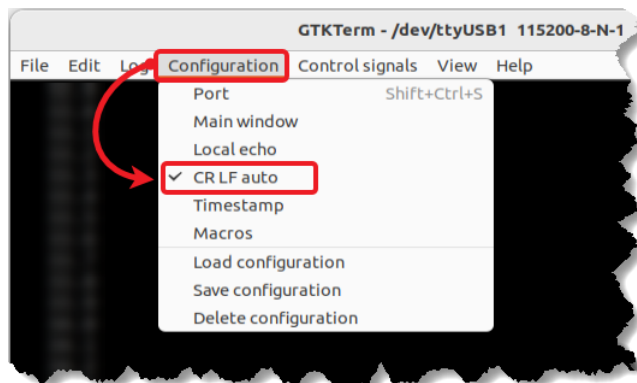 GTKTerm - /dev/ttyUSB1 115200-8-N-1
File Edit Log Configuration Control signals View Help
Port Shift+Ctrl+S
Main window
Local echo
CR LF auto
Timestamp
Macros
Load configuration
Save configuration
Delete configuration